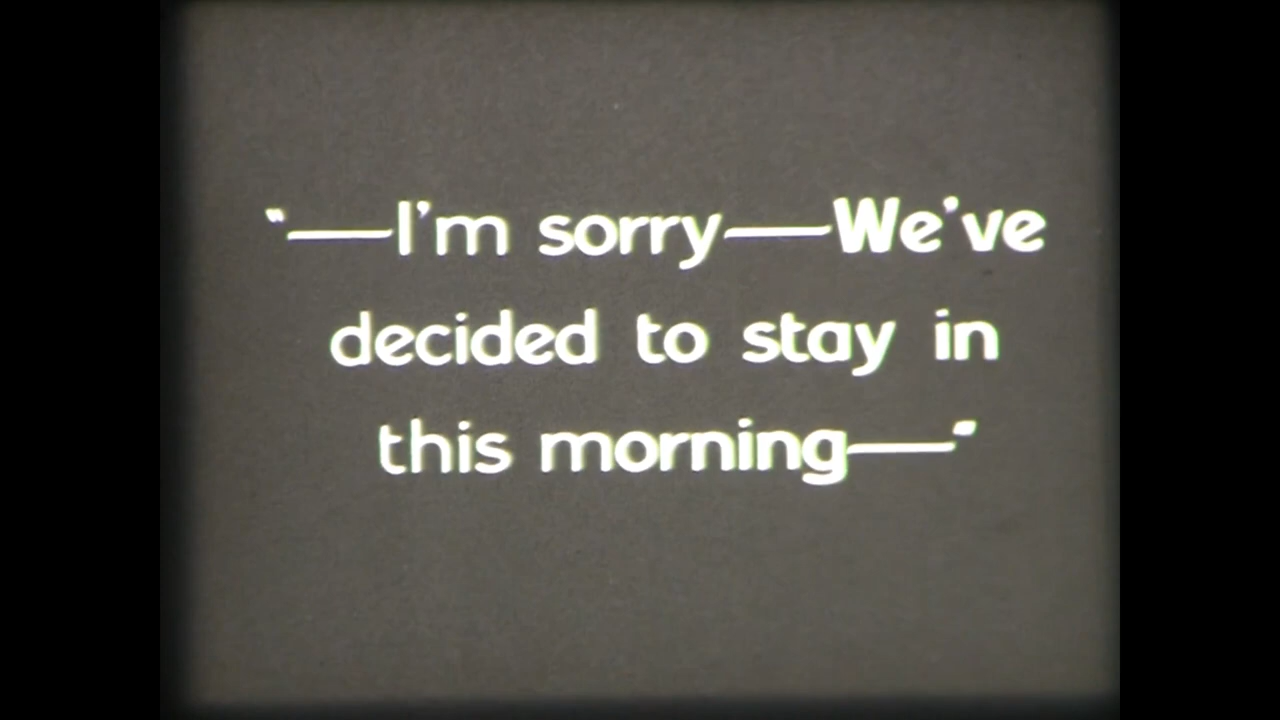 "—I'm sorry—We've
decided to stay in
this morning—"